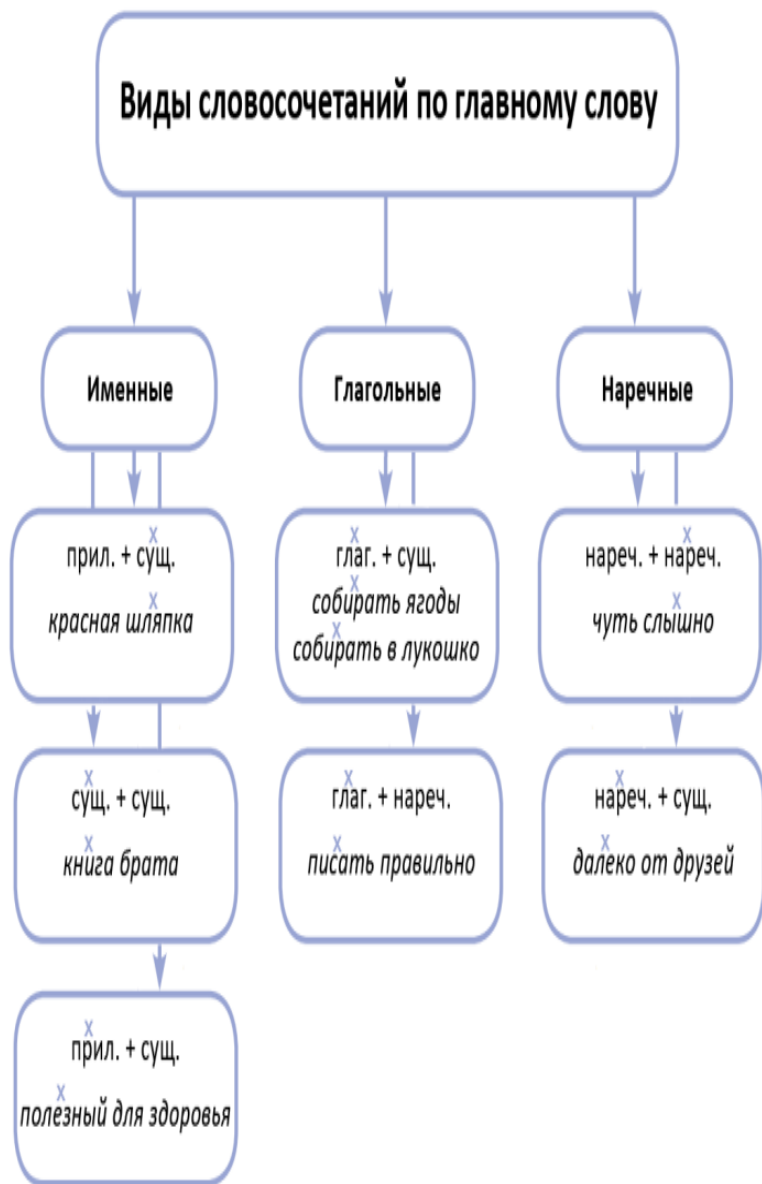 Виды словосочетаний по главному слову
Именные
Глагольные
Наречные
х
прил. + сущ.
х
красная шляпка
х
глаг. + сущ.
х
собирать ягоды
х
собирать в лукошко
х
нареч. + нареч.
х
чуть слышно
х
сущ. + сущ.
х
книга брата
х
глаг. + нареч.
х
писать правильно
х
нареч. + сущ.
х
далеко от друзей
х
прил. + сущ.
х
полезный для здоровья